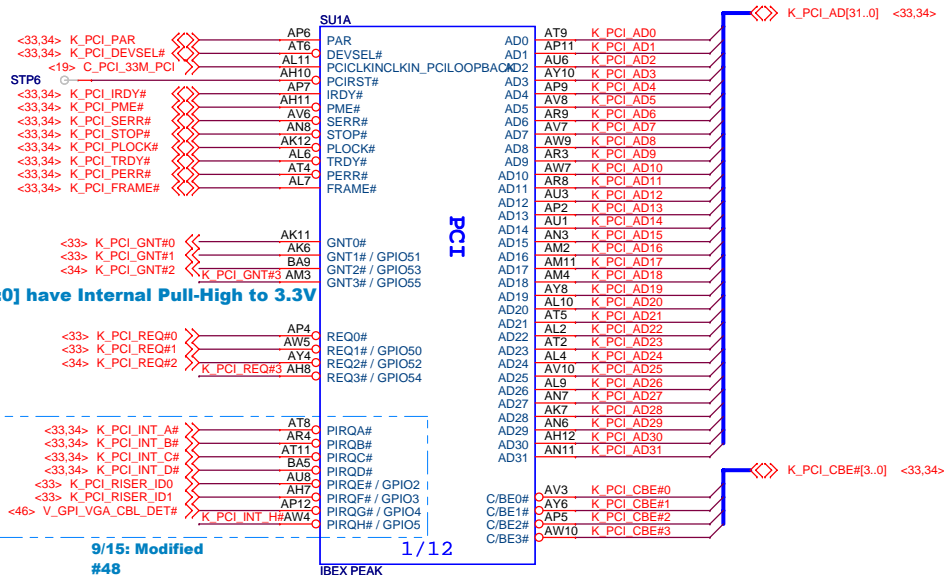 SU1A
<33,34> K_PCI_PAR AP6 PAR
<33,34> K_PCI_DEVSEL# AT6 DEVSEL#
<19> C_PCI_33M_PCI AL11 PCICLKINCLKIN_PCILOOPBACK
STP6 AH10 PCIRST#
<33,34> K_PCI_IRDY# AP7 IRDY#
<33,34> K_PCI_PME# AH11 PME#
<33,34> K_PCI_SERR# AV6 SERR#
<33,34> K_PCI_STOP# AN8 STOP#
<33,34> K_PCI_PLOCK# AK12 PLOCK#
<33,34> K_PCI_TRDY# AL6 TRDY#
<33,34> K_PCI_PERR# AT4 PERR#
<33,34> K_PCI_FRAME# AL7 FRAME#
<33> K_PCI_GNT#0 AK11 GNT0#
<33> K_PCI_GNT#1 AK6 GNT1# / GPIO51
<34> K_PCI_GNT#2 BA9 GNT2# / GPIO53
K_PCI_GNT#3 AM3 GNT3# / GPIO55
:0] have Internal Pull-High to 3.3V
<33> K_PCI_REQ#0 AP4 REQ0#
<33> K_PCI_REQ#1 AW5 REQ1# / GPIO50
<34> K_PCI_REQ#2 AY4 REQ2# / GPIO52
K_PCI_REQ#3 AH8 REQ3# / GPIO54
<33,34> K_PCI_INT_A# AT8 PIRQA#
<33,34> K_PCI_INT_B# AR4 PIRQB#
<33,34> K_PCI_INT_C# AT11 PIRQC#
<33,34> K_PCI_INT_D# BA5 PIRQD#
<33> K_PCI_RISER_ID0 AU8 PIRQE# / GPIO2
<33> K_PCI_RISER_ID1 AH7 PIRQF# / GPIO3
<46> V_GPI_VGA_CBL_DET# AP12 PIRQG# / GPIO4
K_PCI_INT_H# AW4 PIRQH# / GPIO5
9/15: Modified
#48
PCI
1/12
IBEX PEAK
AD0 AT9 K_PCI_AD0
AD1 AP11 K_PCI_AD1
AD2 AU6 K_PCI_AD2
AD3 AY10 K_PCI_AD3
AD4 AP9 K_PCI_AD4
AD5 AV8 K_PCI_AD5
AD6 AR9 K_PCI_AD6
AD7 AV7 K_PCI_AD7
AD8 AW9 K_PCI_AD8
AD9 AR3 K_PCI_AD9
AD10 AW7 K_PCI_AD10
AD11 AR8 K_PCI_AD11
AD12 AU3 K_PCI_AD12
AD13 AP2 K_PCI_AD13
AD14 AU1 K_PCI_AD14
AD15 AN3 K_PCI_AD15
AD16 AM2 K_PCI_AD16
AD17 AM11 K_PCI_AD17
AD18 AM4 K_PCI_AD18
AD19 AY8 K_PCI_AD19
AD20 AL10 K_PCI_AD20
AD21 AT5 K_PCI_AD21
AD22 AL2 K_PCI_AD22
AD23 AT2 K_PCI_AD23
AD24 AL4 K_PCI_AD24
AD25 AV10 K_PCI_AD25
AD26 AL9 K_PCI_AD26
AD27 AN7 K_PCI_AD27
AD28 AK7 K_PCI_AD28
AD29 AN6 K_PCI_AD29
AD30 AH12 K_PCI_AD30
AD31 AN11 K_PCI_AD31
C/BE0# AV3 K_PCI_CBE#0
C/BE1# AY6 K_PCI_CBE#1
C/BE2# AP5 K_PCI_CBE#2
C/BE3# AW10 K_PCI_CBE#3
K_PCI_AD[31..0] <33,34>
K_PCI_CBE#[3..0] <33,34>